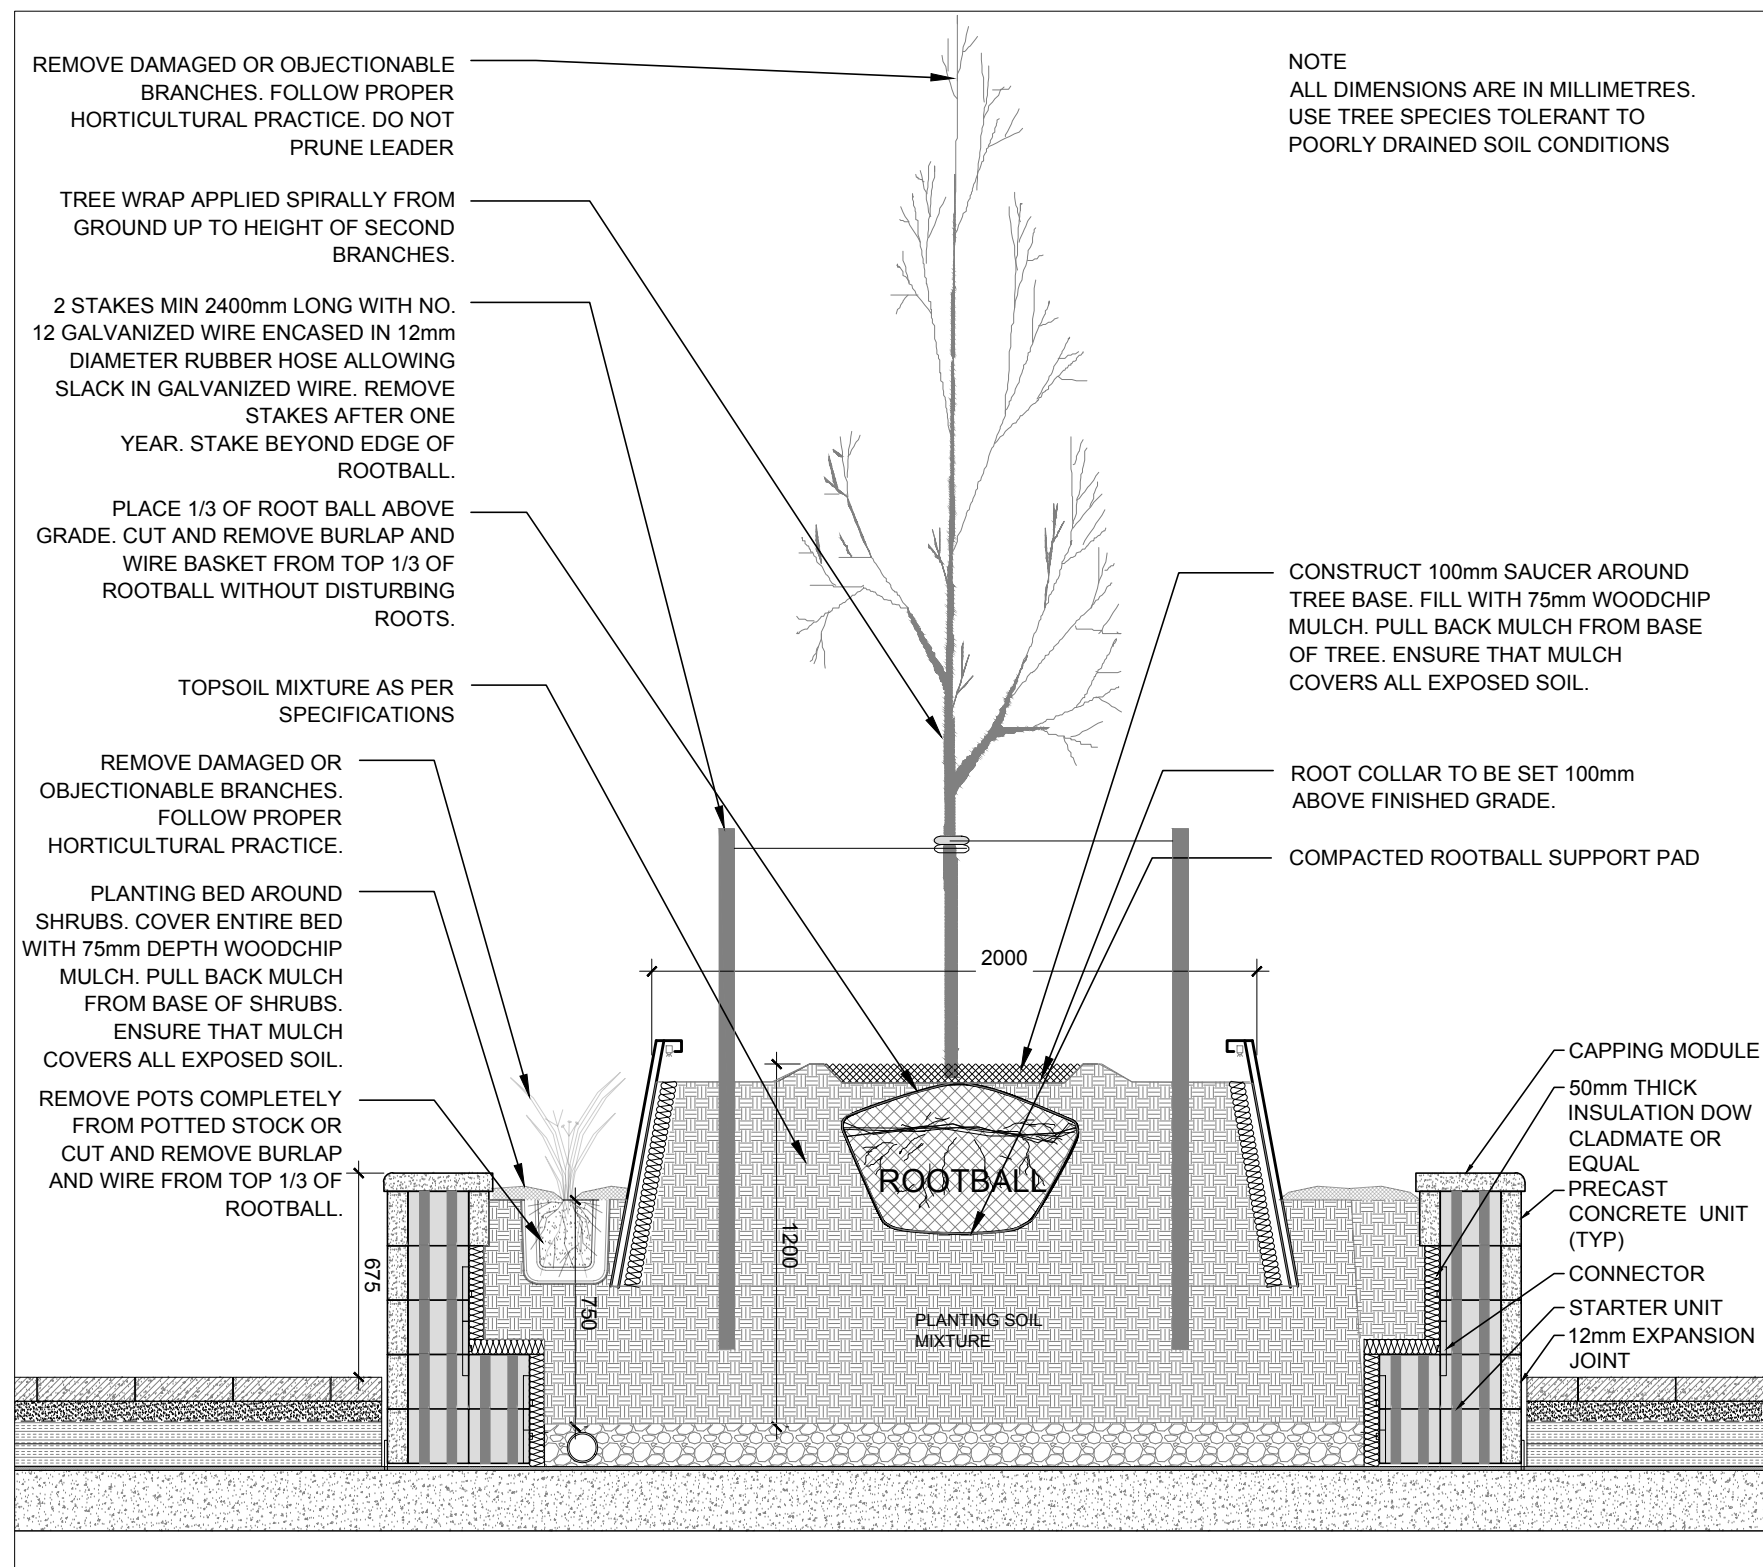 REMOVE DAMAGED OR OBJECTIONABLE
BRANCHES. FOLLOW PROPER
HORTICULTURAL PRACTICE. DO NOT
PRUNE LEADER
TREE WRAP APPLIED SPIRALLY FROM
GROUND UP TO HEIGHT OF SECOND
BRANCHES.
2 STAKES MIN 2400mm LONG WITH NO.
12 GALVANIZED WIRE ENCASED IN 12mm
DIAMETER RUBBER HOSE ALLOWING
SLACK IN GALVANIZED WIRE. REMOVE
STAKES AFTER ONE
YEAR. STAKE BEYOND EDGE OF
ROOTBALL.
PLACE 1/3 OF ROOT BALL ABOVE
GRADE. CUT AND REMOVE BURLAP AND
WIRE BASKET FROM TOP 1/3 OF
ROOTBALL WITHOUT DISTURBING
ROOTS.
TOPSOIL MIXTURE AS PER
SPECIFICATIONS
REMOVE DAMAGED OR
OBJECTIONABLE BRANCHES.
FOLLOW PROPER
HORTICULTURAL PRACTICE.
PLANTING BED AROUND
SHRUBS. COVER ENTIRE BED
WITH 75mm DEPTH WOODCHIP
MULCH. PULL BACK MULCH
FROM BASE OF SHRUBS.
ENSURE THAT MULCH
COVERS ALL EXPOSED SOIL.
REMOVE POTS COMPLETELY
FROM POTTED STOCK OR
CUT AND REMOVE BURLAP
AND WIRE FROM TOP 1/3 OF
ROOTBALL.
675
750
1200
2000
ROOTBALL
PLANTING SOIL
MIXTURE
NOTE
ALL DIMENSIONS ARE IN MILLIMETRES.
USE TREE SPECIES TOLERANT TO
POORLY DRAINED SOIL CONDITIONS
CONSTRUCT 100mm SAUCER AROUND
TREE BASE. FILL WITH 75mm WOODCHIP
MULCH. PULL BACK MULCH FROM BASE
OF TREE. ENSURE THAT MULCH
COVERS ALL EXPOSED SOIL.
ROOT COLLAR TO BE SET 100mm
ABOVE FINISHED GRADE.
COMPACTED ROOTBALL SUPPORT PAD
CAPPING MODULE
50mm THICK
INSULATION DOW
CLADMATE OR
EQUAL
PRECAST
CONCRETE UNIT
(TYP)
CONNECTOR
STARTER UNIT
12mm EXPANSION
JOINT